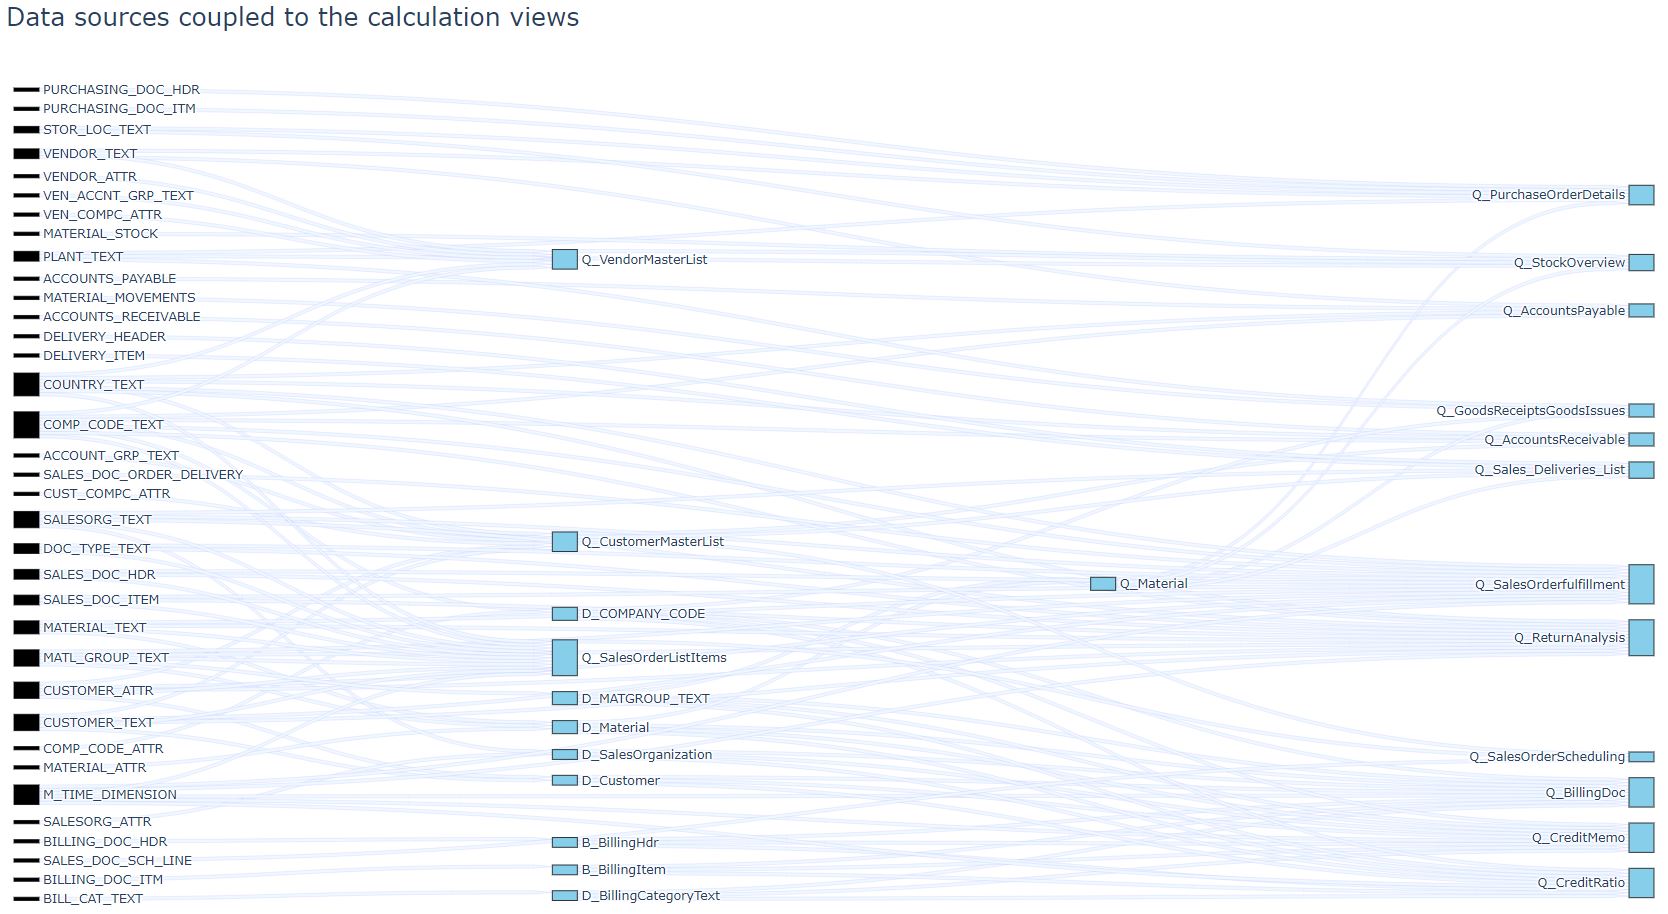 Data sources coupled to the calculation views
PURCHASING_DOC_HDR
PURCHASING_DOC_ITM
STOR_LOC_TEXT
VENDOR_TEXT
VENDOR_ATTR
VEN_ACCNT_GRP_TEXT
VEN_COMPC_ATTR
MATERIAL_STOCK
PLANT_TEXT
ACCOUNTS_PAYABLE
MATERIAL_MOVEMENTS
ACCOUNTS_RECEIVABLE
DELIVERY_HEADER
DELIVERY_ITEM
COUNTRY_TEXT
COMP_CODE_TEXT
ACCOUNT_GRP_TEXT
SALES_DOC_ORDER_DELIVERY
CUST_COMPC_ATTR
SALESORG_TEXT
DOC_TYPE_TEXT
SALES_DOC_HDR
SALES_DOC_ITEM
MATERIAL_TEXT
MATL_GROUP_TEXT
CUSTOMER_ATTR
CUSTOMER_TEXT
COMP_CODE_ATTR
MATERIAL_ATTR
M_TIME_DIMENSION
SALESORG_ATTR
BILLING_DOC_HDR
SALES_DOC_SCH_LINE
BILLING_DOC_ITM
BILL_CAT_TEXT
Q_VendorMasterList
Q_CustomerMasterList
D_COMPANY_CODE
Q_SalesOrderListItems
D_MATGROUP_TEXT
D_Material
D_SalesOrganization
D_Customer
B_BillingHdr
B_BillingItem
D_BillingCategoryText
Q_Material
Q_PurchaseOrderDetails
Q_StockOverview
Q_AccountsPayable
Q_GoodsReceiptsGoodsIssues
Q_AccountsReceivable
Q_Sales_Deliveries_List
Q_SalesOrderfulfillment
Q_ReturnAnalysis
Q_SalesOrderScheduling
Q_BillingDoc
Q_CreditMemo
Q_CreditRatio